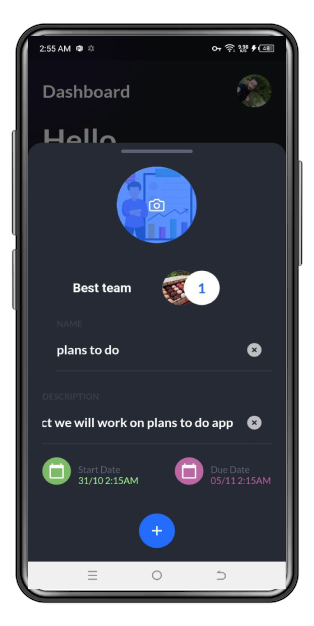 2:55 AM
Dashboard
Hello
Best team
1
NAME
plans to do
DESCRIPTION
ct we will work on plans to do app
Start Date
31/10 2:15AM
Due Date
05/11 2:15AM